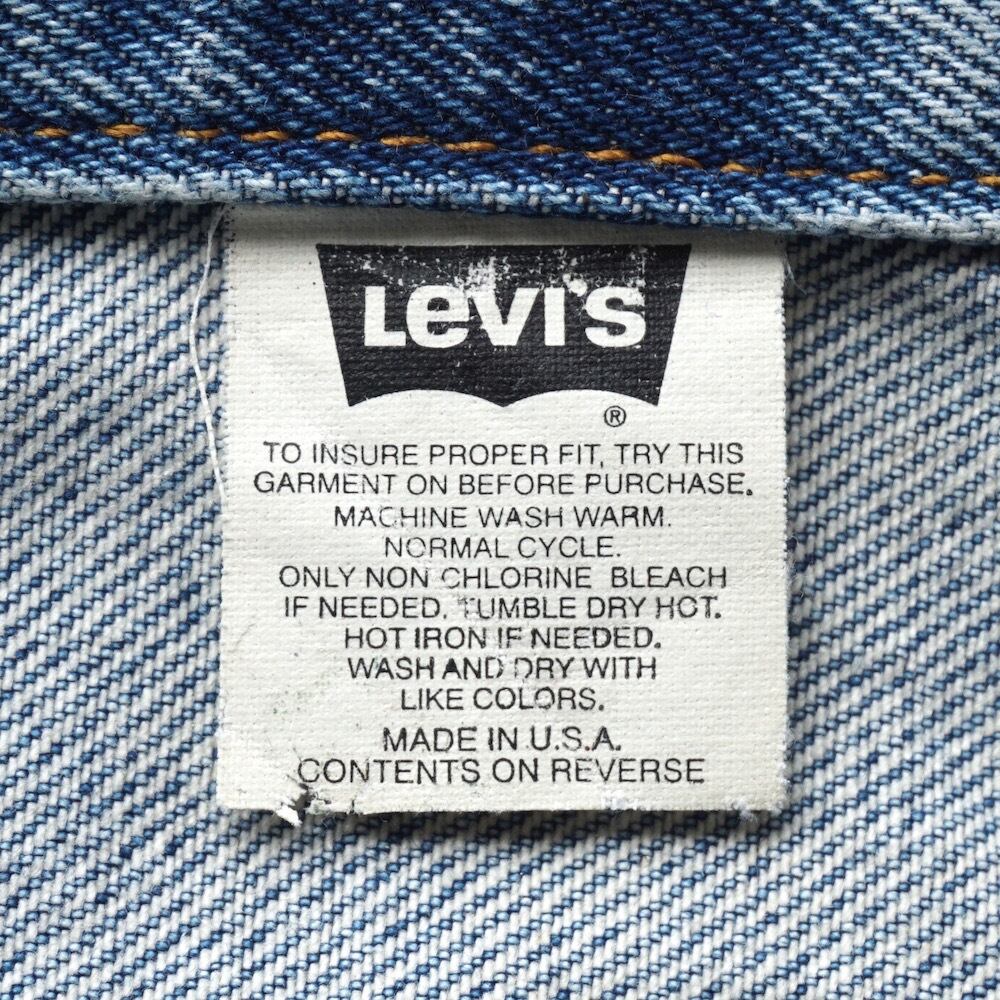 LeVI'S
®
TO INSURE PROPER FIT, TRY THIS
GARMENT ON BEFORE PURCHASE.
MACHINE WASH WARM.
NORMAL CYCLE.
ONLY NON CHLORINE BLEACH
IF NEEDED. TUMBLE DRY HOT.
HOT IRON IF NEEDED.
WASH AND DRY WITH
LIKE COLORS.
MADE IN U.S.A.
CONTENTS ON REVERSE